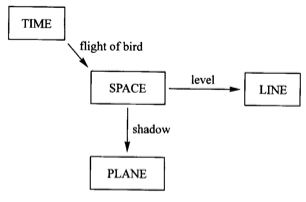 TIME
flight of bird
SPACE
level
LINE
shadow
PLANE